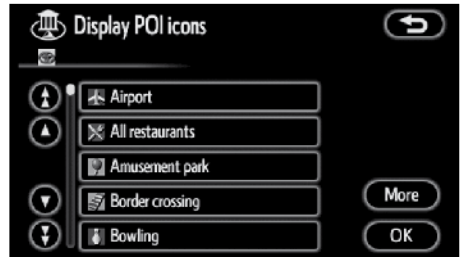 Display POI icons
Airport
All restaurants
Amusement park
Border crossing
More
Bowling
OK